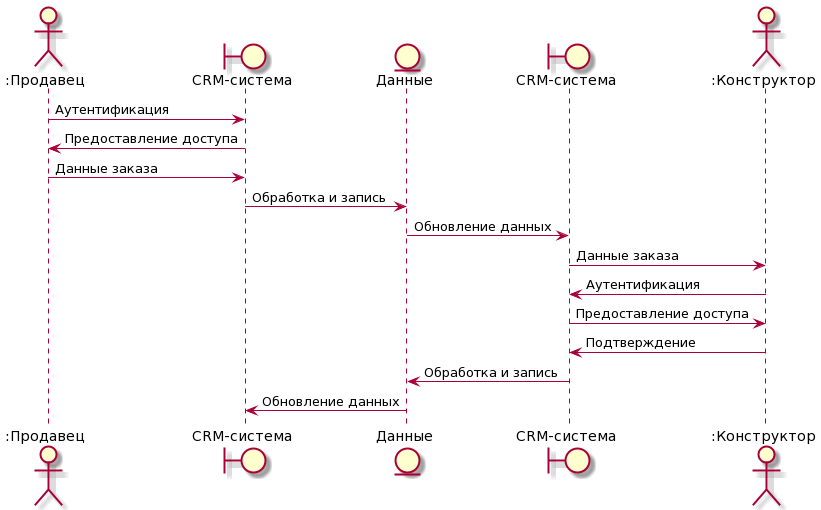 :Продавец
CRM-система
Данные
CRM-система
:Конструктор
Аутентификация
Предоставление доступа
Данные заказа
Обработка и запись
Обновление данных
Данные заказа
Аутентификация
Предоставление доступа
Подтверждение
Обработка и запись
Обновление данных
:Продавец
CRM-система
Данные
CRM-система
:Конструктор